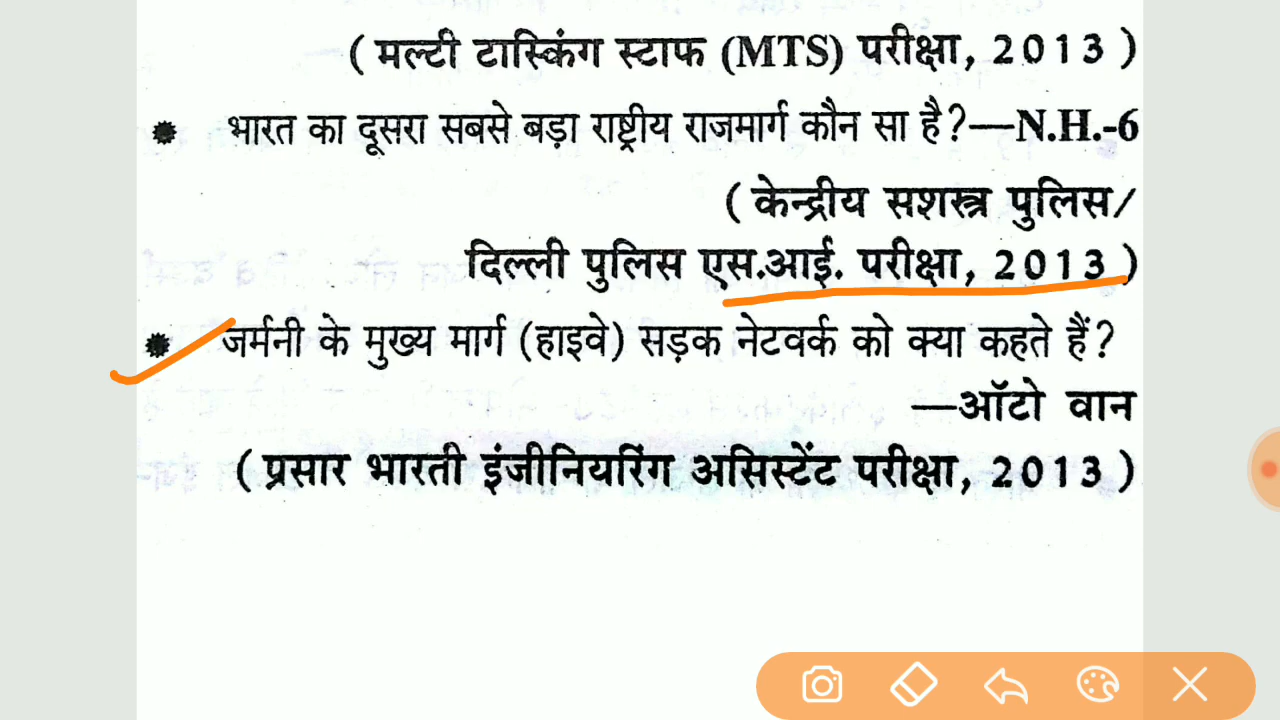 ( मल्टी टास्किंग स्टाफ (MTS) परीक्षा, 2013 )
भारत का दूसरा सबसे बड़ा राष्ट्रीय राजमार्ग कौन सा है?—N.H.-6
( केन्द्रीय सशस्त्र पुलिस/
दिल्ली पुलिस एस.आई. परीक्षा, 2013 )
जर्मनी के मुख्य मार्ग (हाइवे) सड़क नेटवर्क को क्या कहते हैं?
—ऑटो वान
( प्रसार भारती इंजीनियरिंग असिस्टेंट परीक्षा, 2013 )